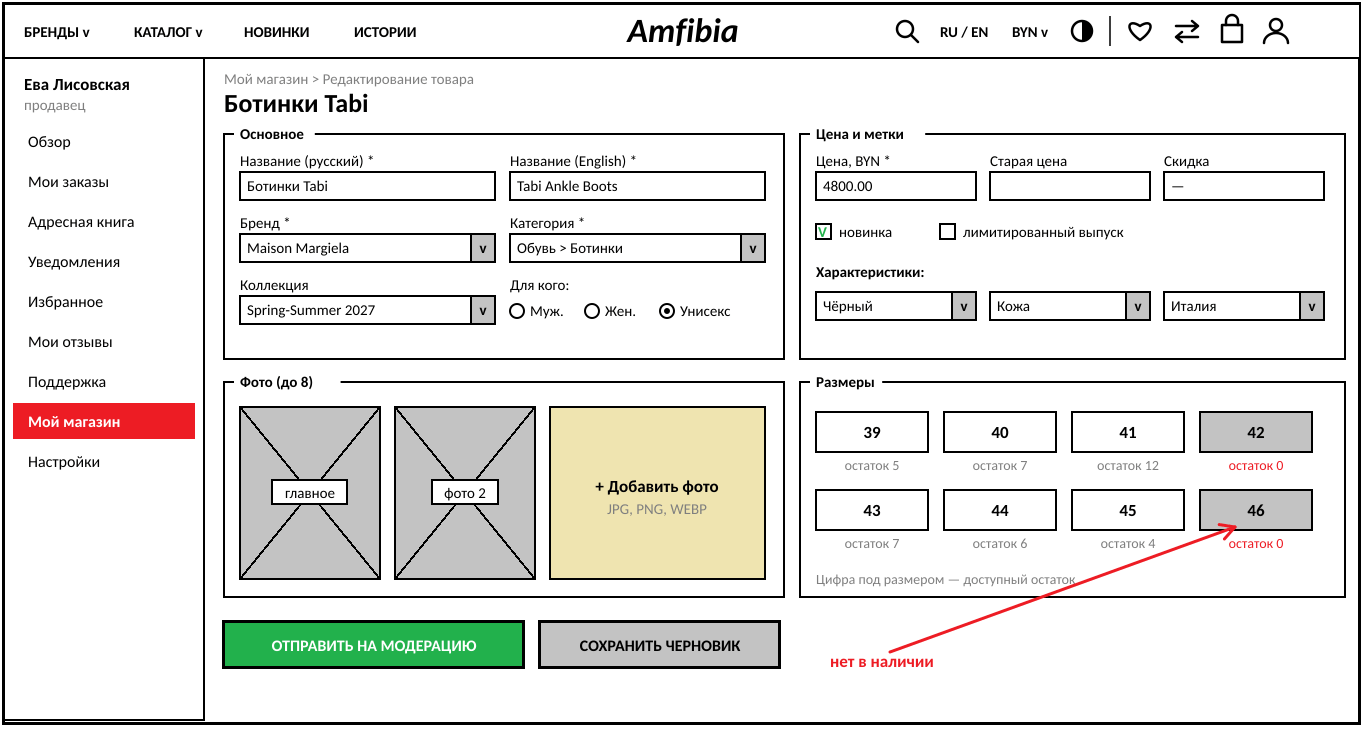 БРЕНДЫ v КАТАЛОГ v НОВИНКИ ИСТОРИИ Amfibia RU / EN BYN v
Ева Лисовская
продавец
Обзор
Мои заказы
Адресная книга
Уведомления
Избранное
Мои отзывы
Поддержка
Мой магазин
Настройки
Мой магазин > Редактирование товара
Ботинки Tabi
Основное
Название (русский) * Название (English) *
Ботинки Tabi Tabi Ankle Boots
Бренд * Категория *
Maison Margiela v Обувь > Ботинки v
Коллекция Для кого:
Spring-Summer 2027 v Муж. Жен. Унисекс
Цена и метки
Цена, BYN * Старая цена Скидка
4800.00 —
V новинка лимитированный выпуск
Характеристики:
Чёрный v Кожа v Италия v
Фото (до 8)
главное фото 2
+ Добавить фото
JPG, PNG, WEBP
Размеры
39 40 41 42
остаток 5 остаток 7 остаток 12 остаток 0
43 44 45 46
остаток 7 остаток 6 остаток 4 остаток 0
Цифра под размером — доступный остаток
ОТПРАВИТЬ НА МОДЕРАЦИЮ СОХРАНИТЬ ЧЕРНОВИК
нет в наличии